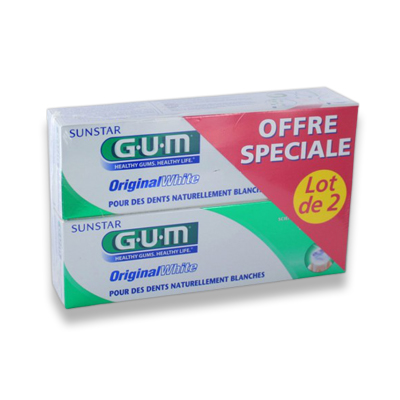 SUNSTAR
G·U·M
HEALTHY GUMS. HEALTHY LIFE.
OriginalWhite
POUR DES DENTS NATURELLEMENT BLANCHES
OFFRE
SPECIALE
Lot
de 2
SUNSTAR
G·U·M
HEALTHY GUMS. HEALTHY LIFE.
OriginalWhite
POUR DES DENTS NATURELLEMENT BLANCHES